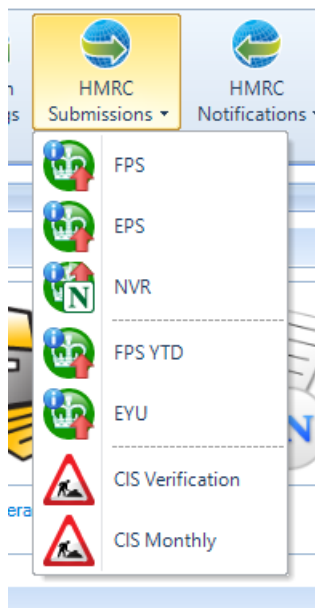 HMRC
Submissions
HMRC
Notifications
FPS
EPS
NVR
N
FPS YTD
EYU
N
CIS Verification
CIS Monthly